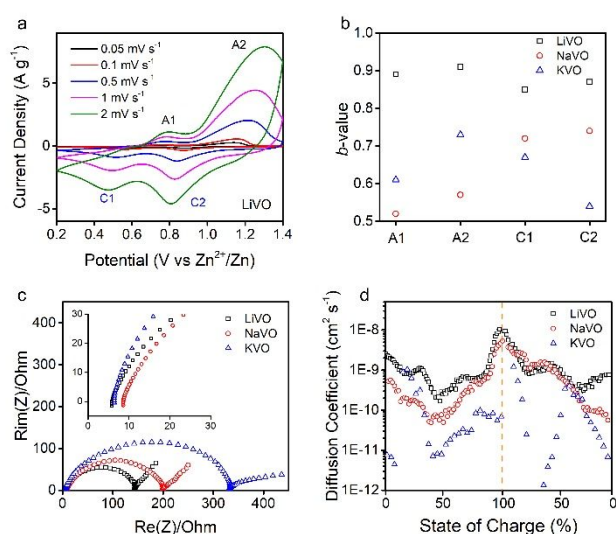 a
0.05 mV s-1
0.1 mV s-1
0.5 mV s-1
1 mV s-1
2 mV s-1
A2
A1
C1
C2
LiVO
Current Density (A g-1)
5
0
-5
0.2 0.4 0.6 0.8 1.0 1.2 1.4
Potential (V vs Zn2+/Zn)
b
LiVO
NaVO
KVO
b-value
1.0
0.9
0.8
0.7
0.6
0.5
A1 A2 C1 C2
c
LiVO
NaVO
KVO
Rim(Z)/Ohm
400
300
200
100
0
30
20
10
0
0 10 20 30
0 100 200 300 400
Re(Z)/Ohm
d
LiVO
NaVO
KVO
Diffusion Coefficient (cm2 s-1)
1E-8
1E-9
1E-10
1E-11
1E-12
0 50 100 50 0
State of Charge (%)